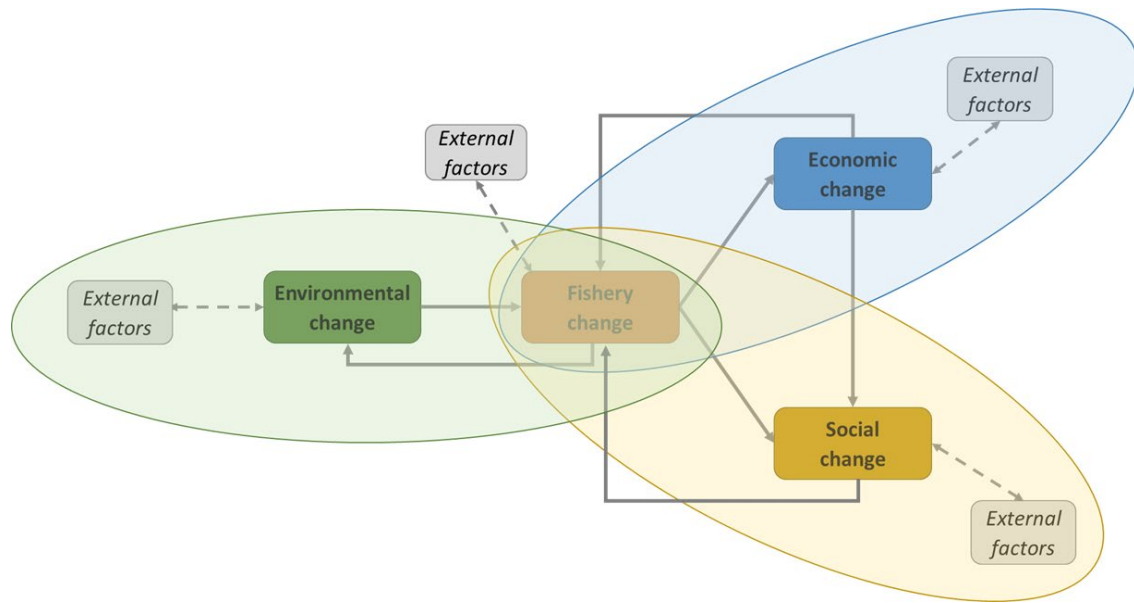 External
factors
Economic
change
External
factors
External
factors
Environmental
change
Fishery
change
Social
change
External
factors